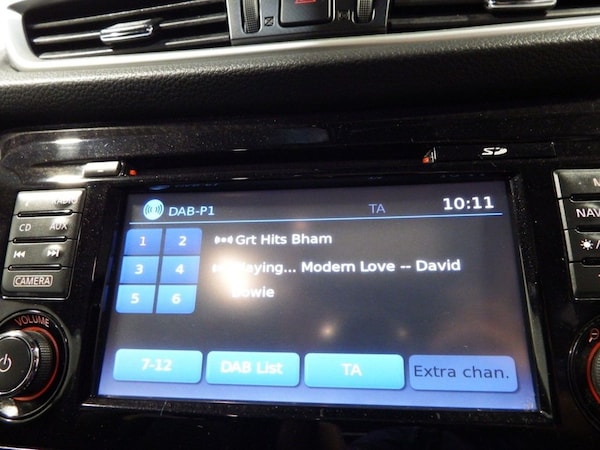 DAB-P1 TA 10:11
1 2 Grt Hits Bham
3 4 Playing... Modern Love -- David
5 6 Bowie
7-12 DAB List TA Extra chan.
CD AUX
CAMERA
VOLUME
SD
M
NAV